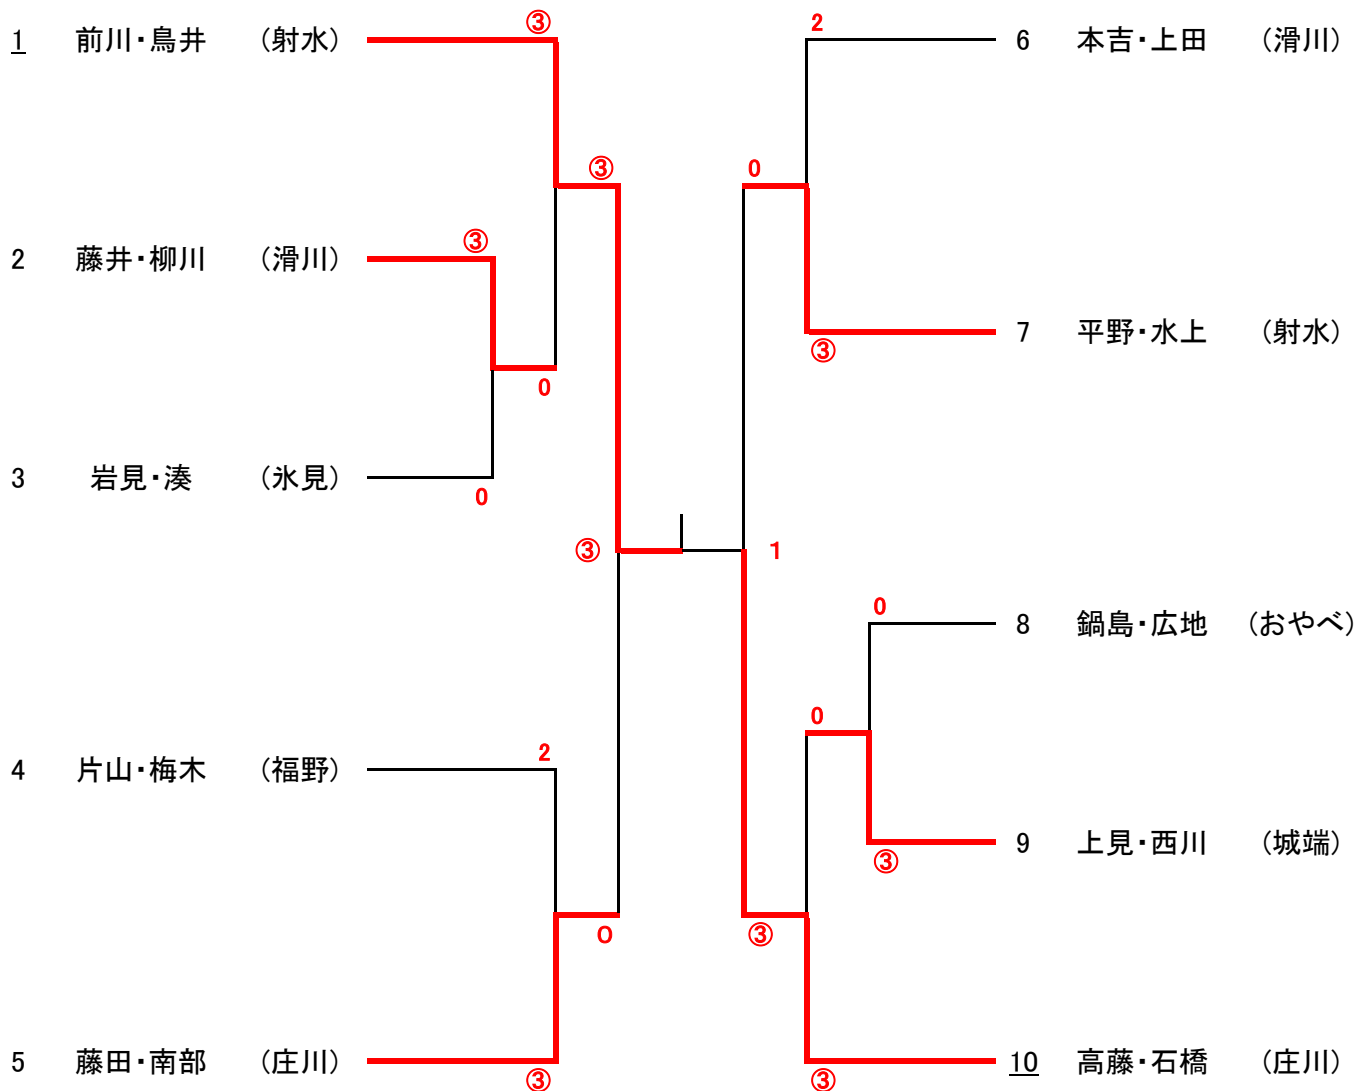 ③ 2
1 前川・鳥井 （射水） 6 本吉・上田 （滑川）
③ 0
③
2 藤井・柳川 （滑川）
7 平野・水上 （射水）
③
0
3 岩見・湊 （氷見）
0
③ 1
0
8 鍋島・広地 （おやべ）
0
2
4 片山・梅木 （福野）
9 上見・西川 （城端）
③
0 ③
5 藤田・南部 （庄川） 10 高藤・石橋 （庄川）
③ ③